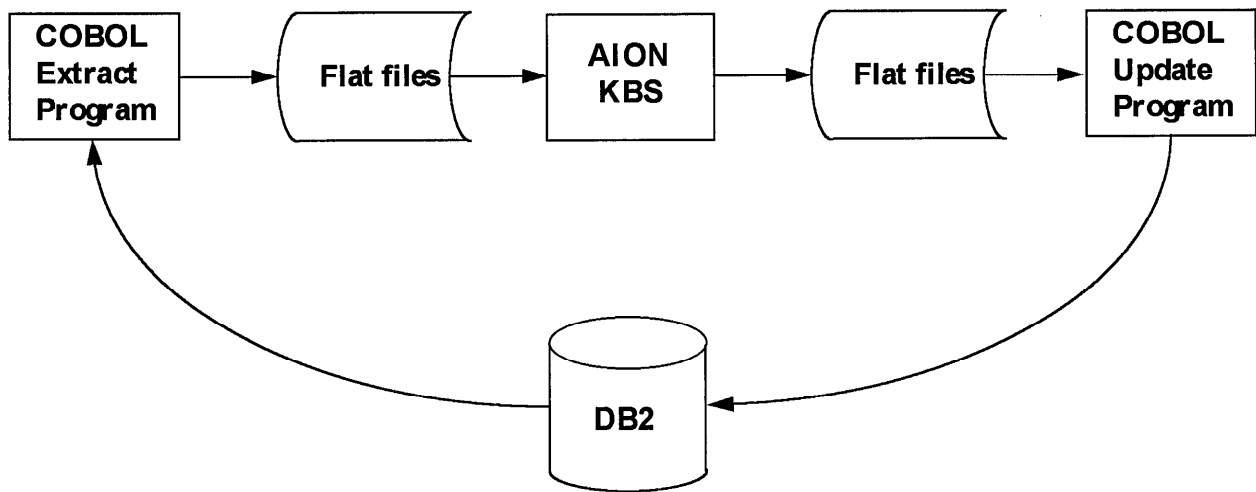 COBOL
Extract
Program
Flat files
AION
KBS
Flat files
COBOL
Update
Program
DB2